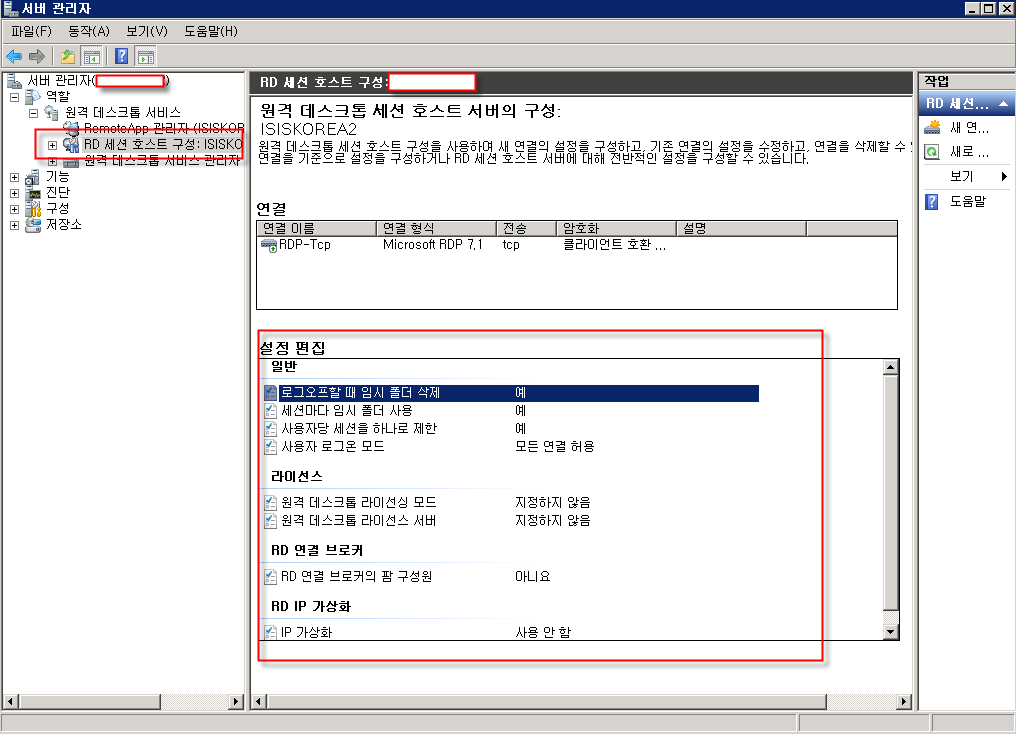 서버 관리자
파일(F) 동작(A) 보기(V) 도움말(H)
서버 관리자( )
역할
원격 데스크톱 서비스
RemoteApp 관리자 (ISISKOR
RD 세션 호스트 구성: ISISKO
원격 데스크톱 서비스 관리자
기능
진단
구성
저장소
RD 세션 호스트 구성:
원격 데스크톱 세션 호스트 서버의 구성:
ISISKOREA2
원격 데스크톱 세션 호스트 구성을 사용하여 새 연결의 설정을 구성하고, 기존 연결의 설정을 수정하고, 연결을 삭제할 수
연결을 기준으로 설정을 구성하거나 RD 세션 호스트 서버에 대해 전반적인 설정을 구성할 수 있습니다.
연결
연결 이름 연결 형식 전송 암호화 설명
RDP-Tcp Microsoft RDP 7,1 tcp 클라이언트 호환 ...
설정 편집
일반
로그오프할 때 임시 폴더 삭제 예
세션마다 임시 폴더 사용 예
사용자당 세션을 하나로 제한 예
사용자 로그온 모드 모든 연결 허용
라이선스
원격 데스크톱 라이선싱 모드 지정하지 않음
원격 데스크톱 라이선스 서버 지정하지 않음
RD 연결 브로커
RD 연결 브로커의 팜 구성원 아니요
RD IP 가상화
IP 가상화 사용 안 함
작업
RD 세션...
새 연...
새로 ...
보기
도움말